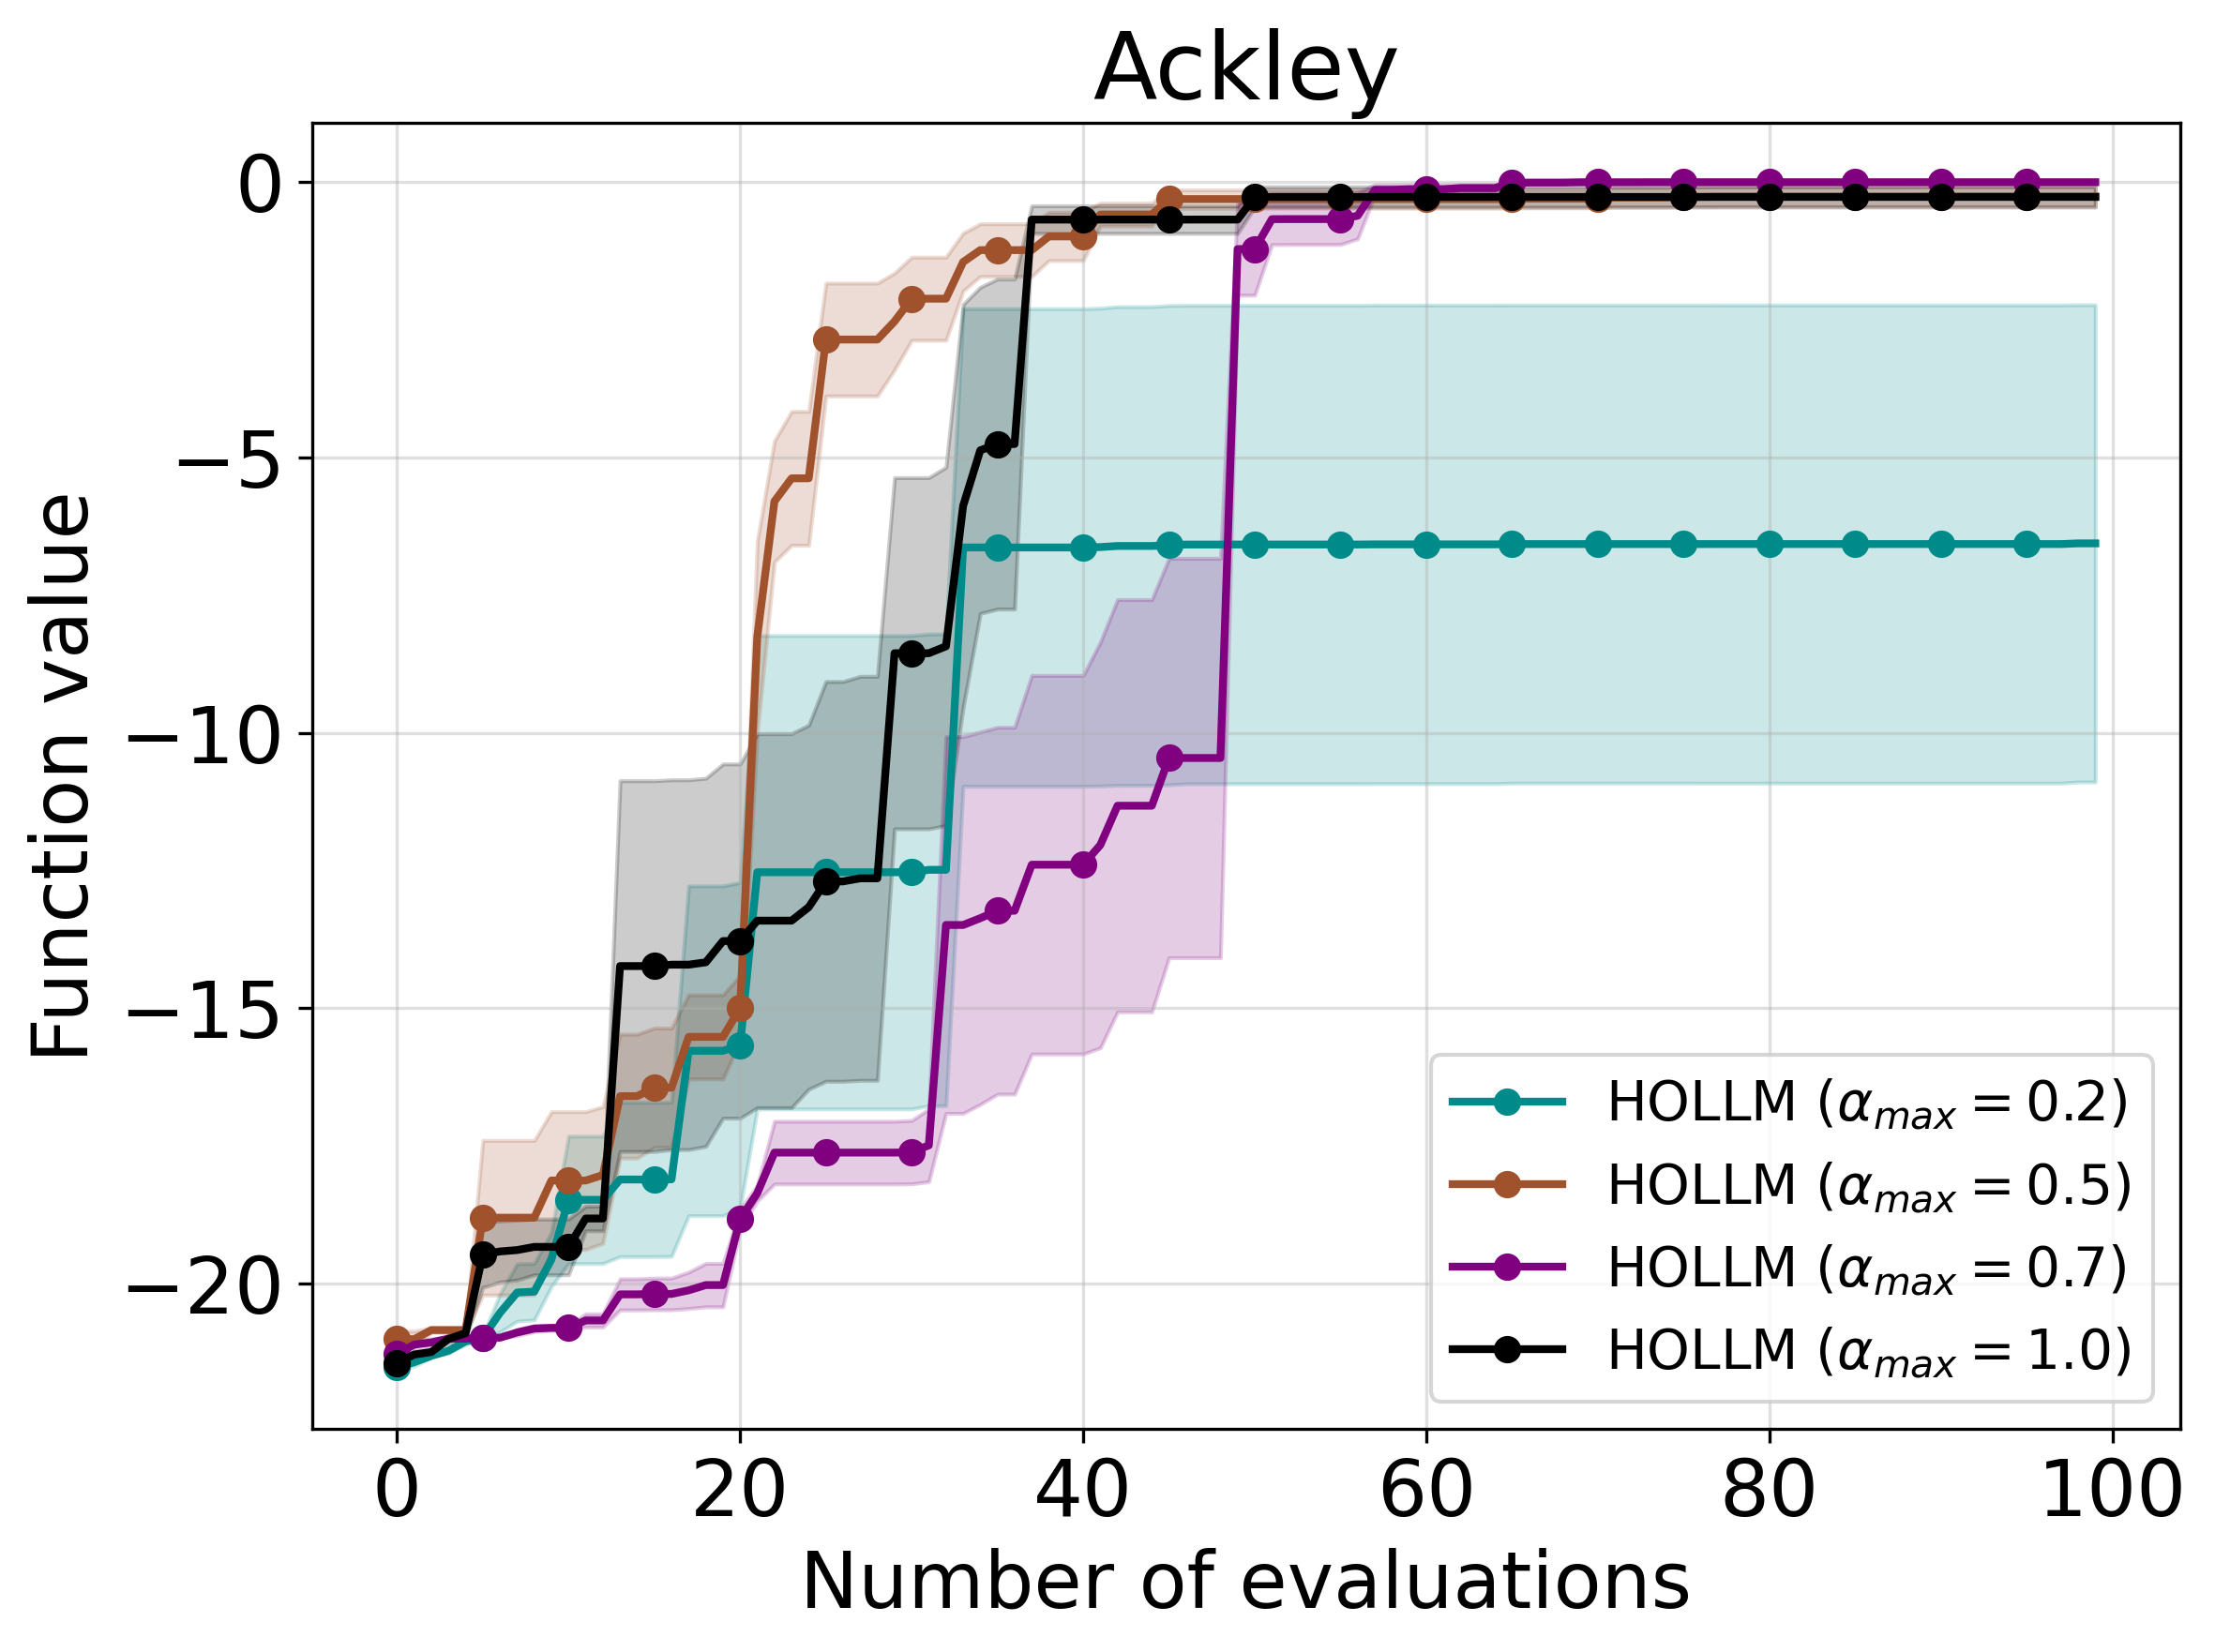 Ackley
Function value
0
−5
−10
−15
−20
0 20 40 60 80 100
Number of evaluations
HOLLM (αmax = 0.2)
HOLLM (αmax = 0.5)
HOLLM (αmax = 0.7)
HOLLM (αmax = 1.0)